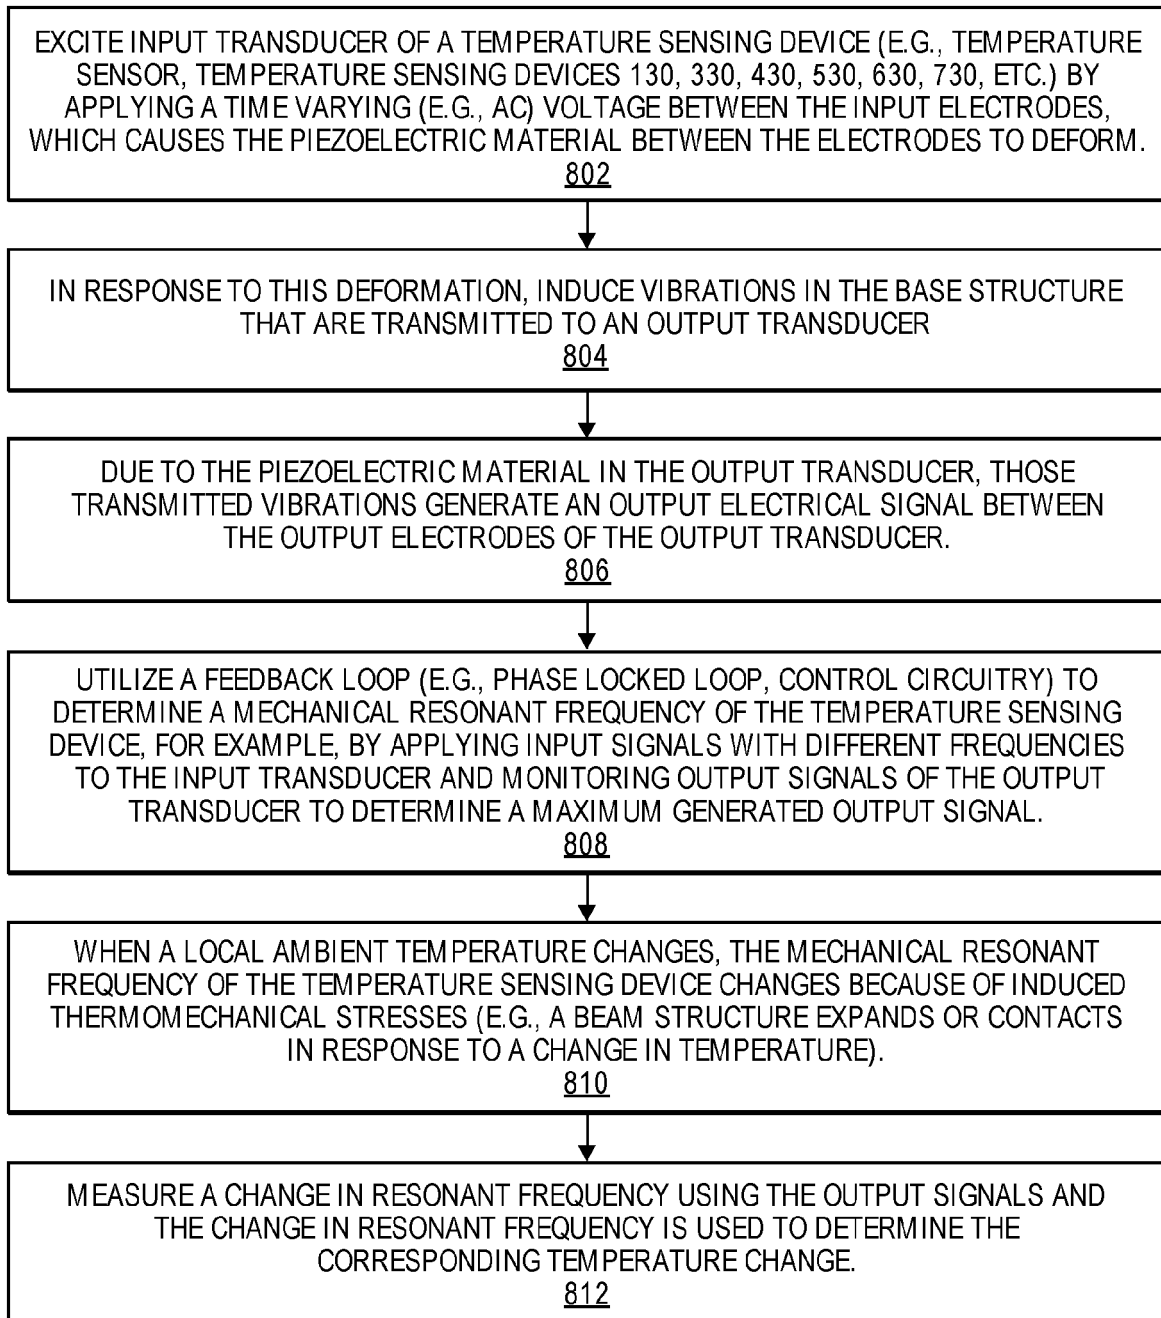 EXCITE INPUT TRANSDUCER OF A TEMPERATURE SENSING DEVICE (E.G., TEMPERATURE
SENSOR, TEMPERATURE SENSING DEVICES 130, 330, 430, 530, 630, 730, ETC.) BY
APPLYING A TIME VARYING (E.G., AC) VOLTAGE BETWEEN THE INPUT ELECTRODES,
WHICH CAUSES THE PIEZOELECTRIC MATERIAL BETWEEN THE ELECTRODES TO DEFORM.
802
IN RESPONSE TO THIS DEFORMATION, INDUCE VIBRATIONS IN THE BASE STRUCTURE
THAT ARE TRANSMITTED TO AN OUTPUT TRANSDUCER
804
DUE TO THE PIEZOELECTRIC MATERIAL IN THE OUTPUT TRANSDUCER, THOSE
TRANSMITTED VIBRATIONS GENERATE AN OUTPUT ELECTRICAL SIGNAL BETWEEN
THE OUTPUT ELECTRODES OF THE OUTPUT TRANSDUCER.
806
UTILIZE A FEEDBACK LOOP (E.G., PHASE LOCKED LOOP, CONTROL CIRCUITRY) TO
DETERMINE A MECHANICAL RESONANT FREQUENCY OF THE TEMPERATURE SENSING
DEVICE, FOR EXAMPLE, BY APPLYING INPUT SIGNALS WITH DIFFERENT FREQUENCIES
TO THE INPUT TRANSDUCER AND MONITORING OUTPUT SIGNALS OF THE OUTPUT
TRANSDUCER TO DETERMINE A MAXIMUM GENERATED OUTPUT SIGNAL.
808
WHEN A LOCAL AMBIENT TEMPERATURE CHANGES, THE MECHANICAL RESONANT
FREQUENCY OF THE TEMPERATURE SENSING DEVICE CHANGES BECAUSE OF INDUCED
THERMOMECHANICAL STRESSES (E.G., A BEAM STRUCTURE EXPANDS OR CONTACTS
IN RESPONSE TO A CHANGE IN TEMPERATURE).
810
MEASURE A CHANGE IN RESONANT FREQUENCY USING THE OUTPUT SIGNALS AND
THE CHANGE IN RESONANT FREQUENCY IS USED TO DETERMINE THE
CORRESPONDING TEMPERATURE CHANGE.
812